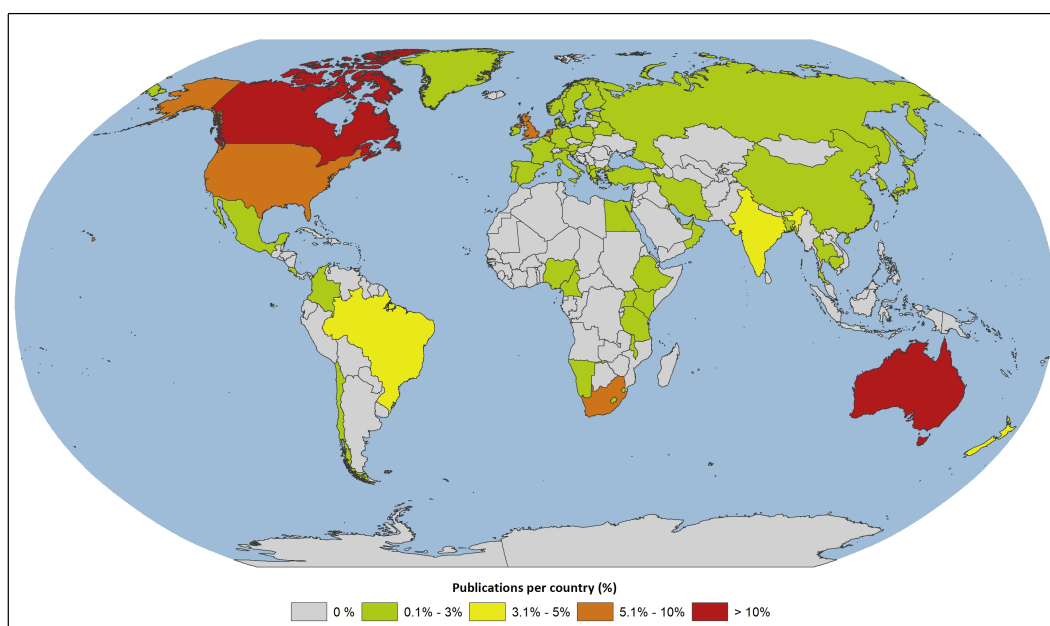 Publications per country (%)
0 % 0.1% - 3% 3.1% - 5% 5.1% - 10% > 10%